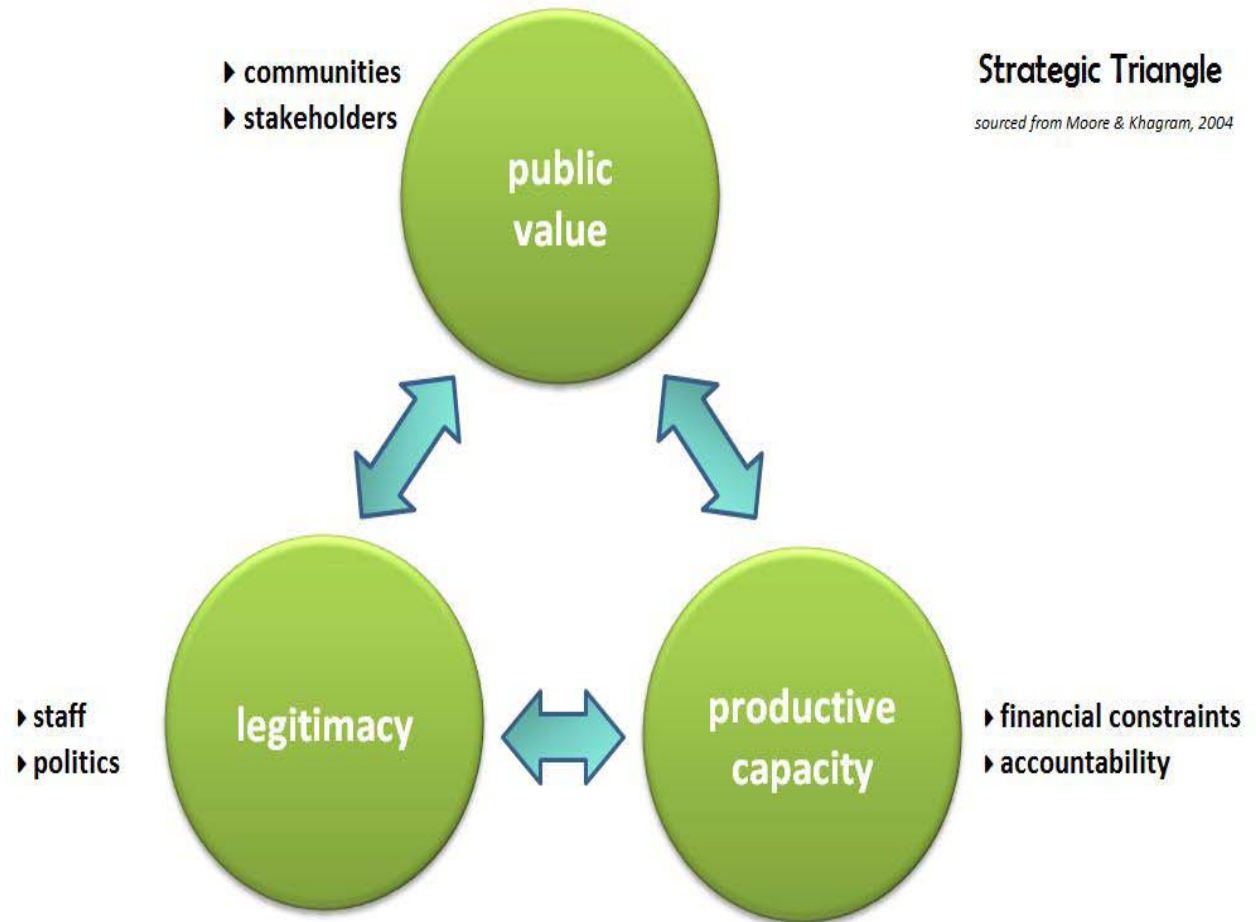 Strategic Triangle
sourced from Moore & Khagram, 2004
communities
stakeholders
public
value
staff
politics
legitimacy
productive
capacity
financial constraints
accountability